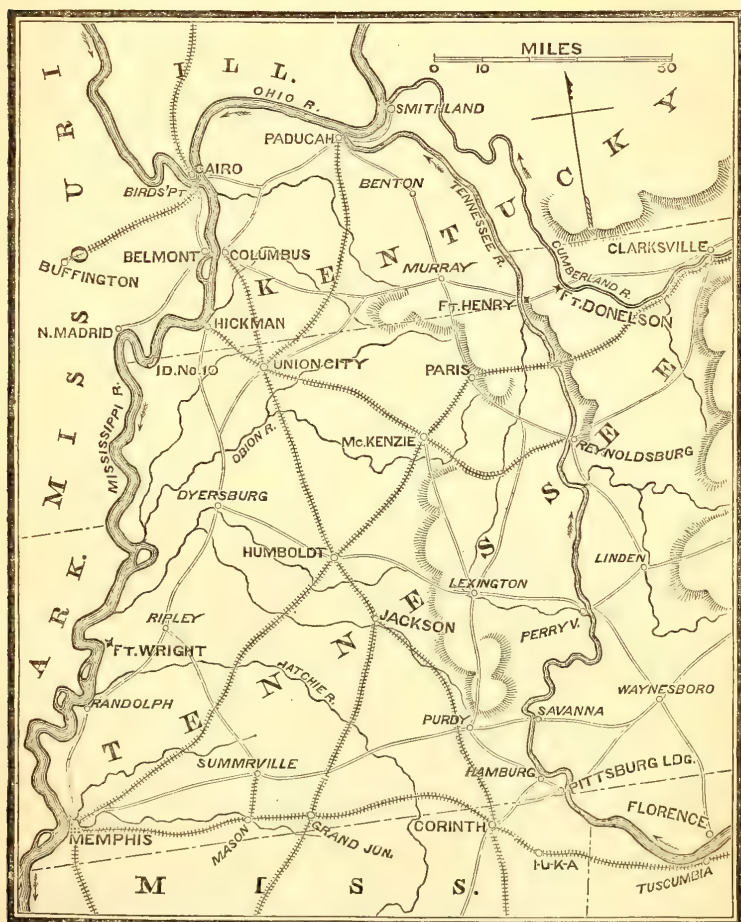 MILES
0 10 50
MISSOURI
ILL.
OHIO R.
SMITHLAND
PADUCAH
KENTUCKY
CAIRO
BIRDS' PT.
BENTON
TENNESSEE R.
BUFFINGTON
BELMONT
COLUMBUS
CUMBERLAND R.
CLARKSVILLE
MURRAY
FT. HENRY
FT. DONELSON
N. MADRID
HICKMAN
ID. No. 10
UNION CITY
PARIS
MISSISSIPPI R.
OBION R.
Mc. KENZIE
REYNOLDSBURG
DYERSBURG
HUMBOLDT
LINDEN
LEXINGTON
ARK.
RIPLEY
JACKSON
PERRY V.
FT. WRIGHT
TENNESSEE
HATCHIE R.
RANDOLPH
WAYNESBORO
PURDY
SAVANNA
SUMMRVILLE
HAMBURG
PITTSBURG LDG.
MEMPHIS
MASON
GRAND JUN.
CORINTH
FLORENCE
I-U-K-A
TUSCUMBIA
MISS.